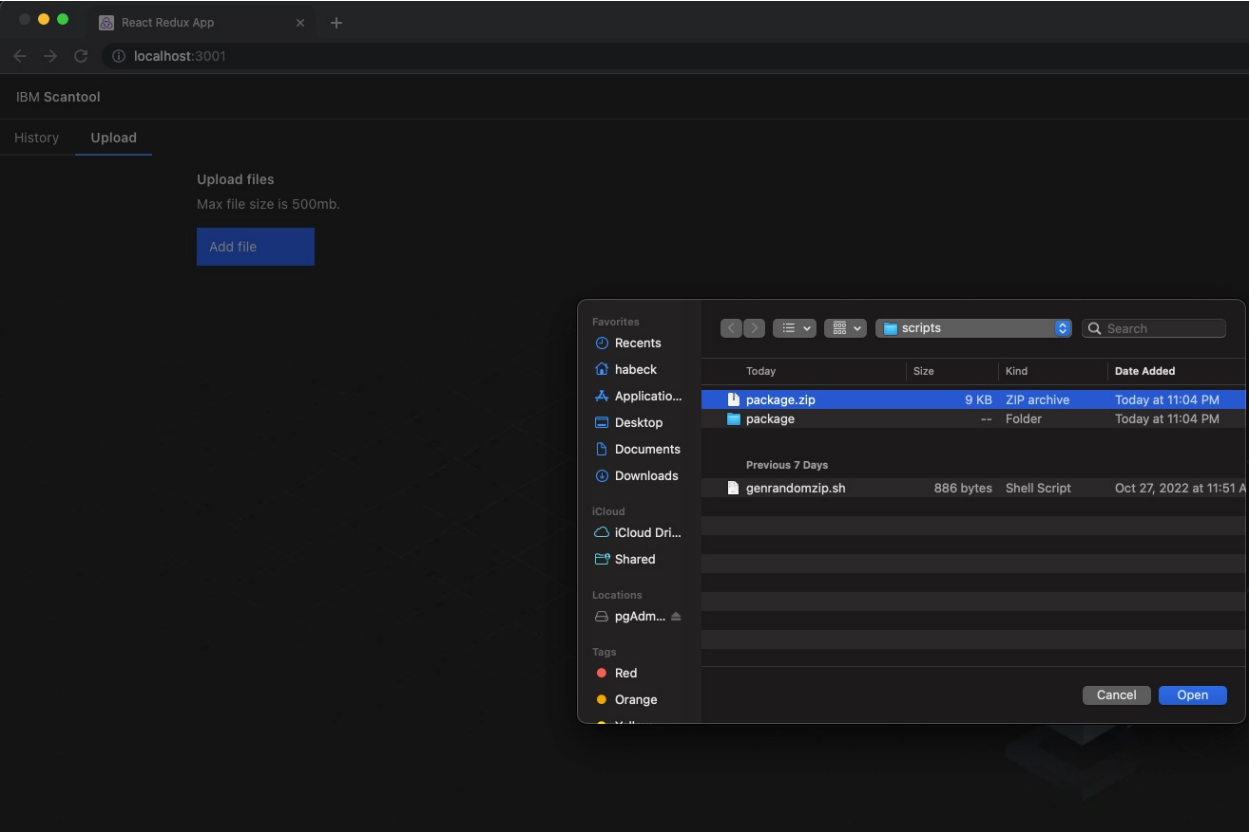 React Redux App
localhost:3001
IBM Scantool
History Upload
Upload files
Max file size is 500mb.
Add file
Favorites
Recents
habeck
Applicatio...
Desktop
Documents
Downloads
iCloud
iCloud Dri...
Shared
Locations
pgAdm...
Tags
Red
Orange
scripts Search
Today Size Kind Date Added
package.zip 9 KB ZIP archive Today at 11:04 PM
package -- Folder Today at 11:04 PM
Previous 7 Days
genrandomzip.sh 886 bytes Shell Script Oct 27, 2022 at 11:51 A
Cancel Open